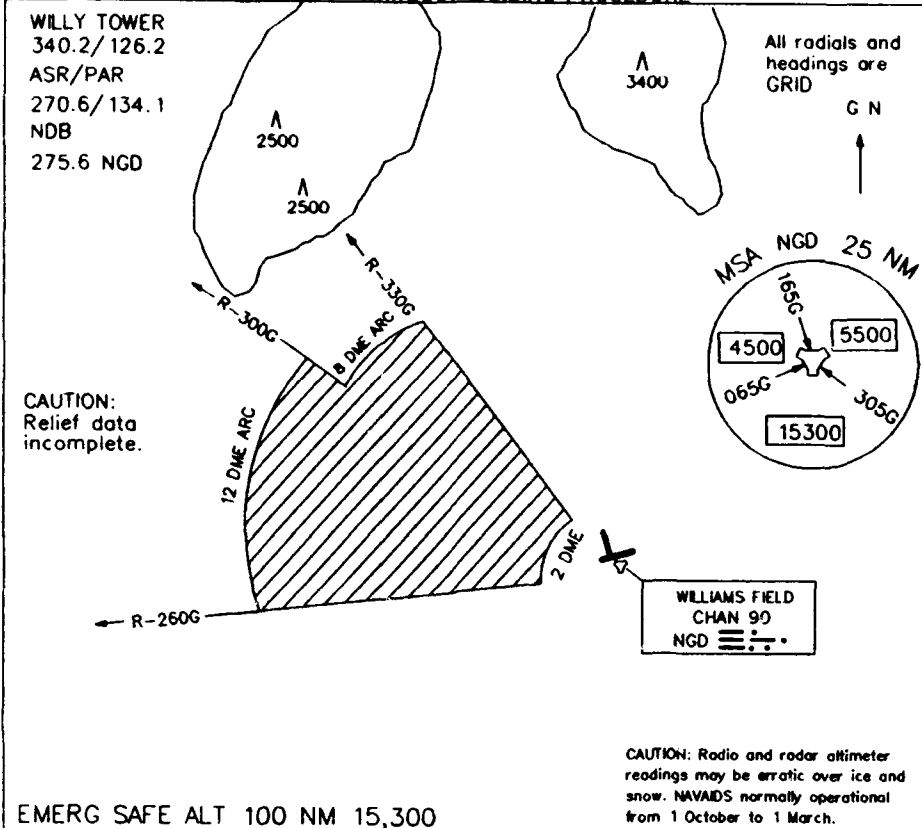 WILLY TOWER
340.2/126.2
ASR/PAR
270.6/134.1
NDB
275.6 NGD
2500
2500
3400
All radials and
headings are
GRID
G N
MSA NGD 25 NM
165G
4500
5500
065G
305G
15300
R-300G
R-330G
8 DME ARC
CAUTION:
Relief data
incomplete.
12 DME ARC
2 DME
R-260G
WILLIAMS FIELD
CHAN 90
NGD
CAUTION: Radio and radar altimeter
readings may be erratic over ice and
snow. NAVAIDS normally operational
from 1 October to 1 March.
EMERG SAFE ALT 100 NM 15,300